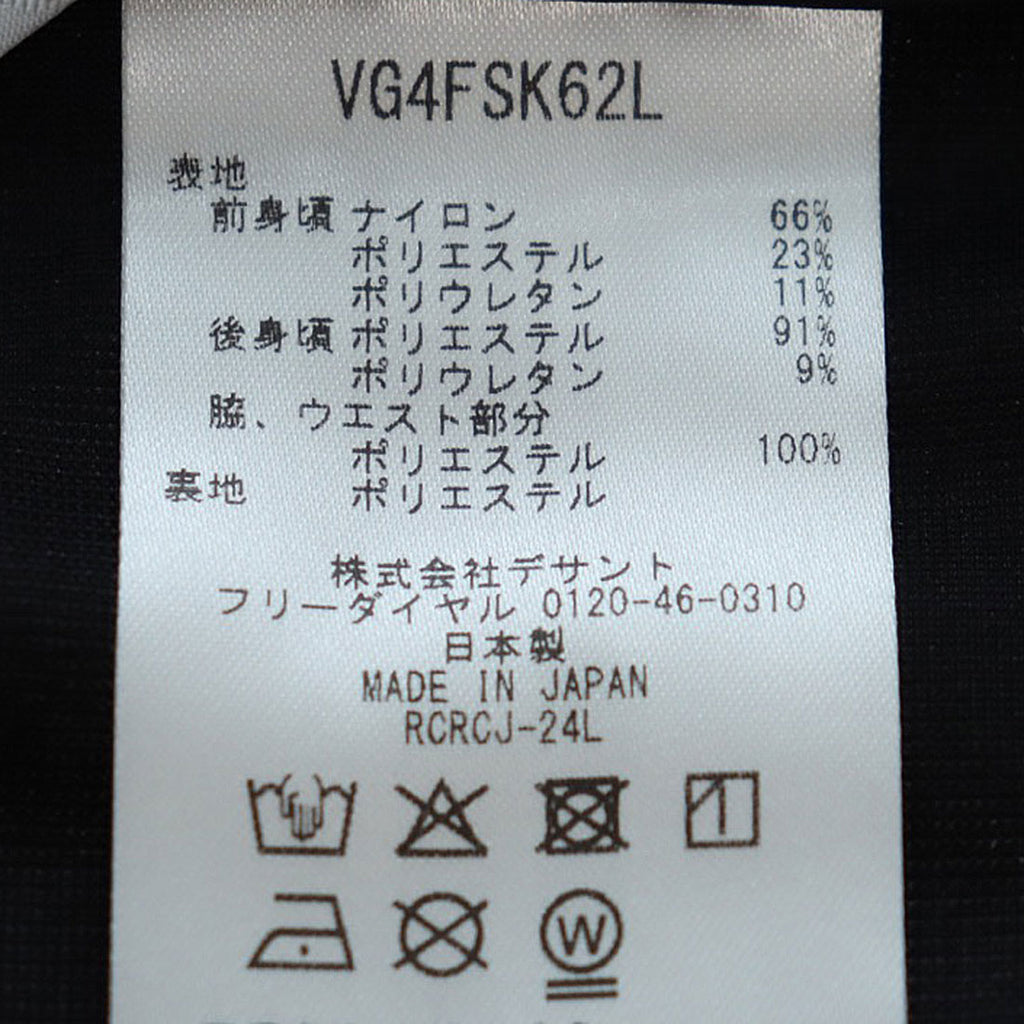 VG4FSK62L
表地
前身頃 ナイロン 66%
ポリエステル 23%
ポリウレタン 11%
後身頃 ポリエステル 91%
ポリウレタン 9%
脇、ウエスト部分
ポリエステル 100%
裏地 ポリエステル
株式会社デサント
フリーダイヤル 0120-46-0310
日本製
MADE IN JAPAN
RCRCJ-24L
W